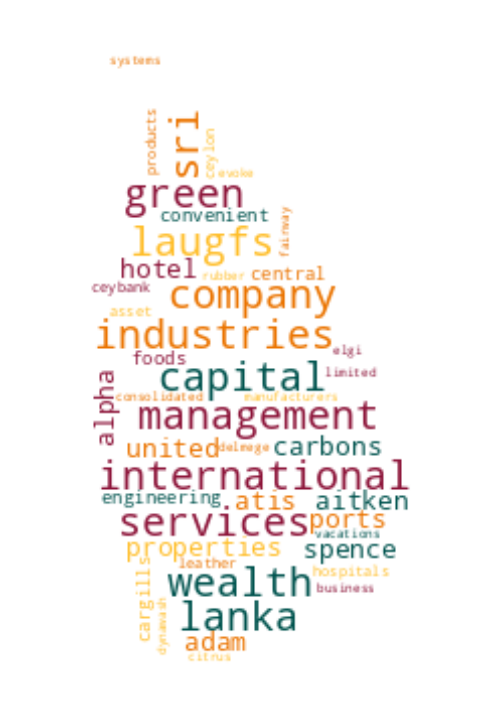 systems
products
sri
ceylon
evoke
green
convenient
fairway
laugfs
hotel
rubber
central
ceybank
company
asset
industries
elgi
foods
capital
limited
alpha
consolidated
manufacturers
management
united
delmege
carbons
international
engineering
atis
aitken
services
ports
vacations
properties
spence
leather
hospitals
cargills
wealth
business
dynawash
lanka
adam
citrus